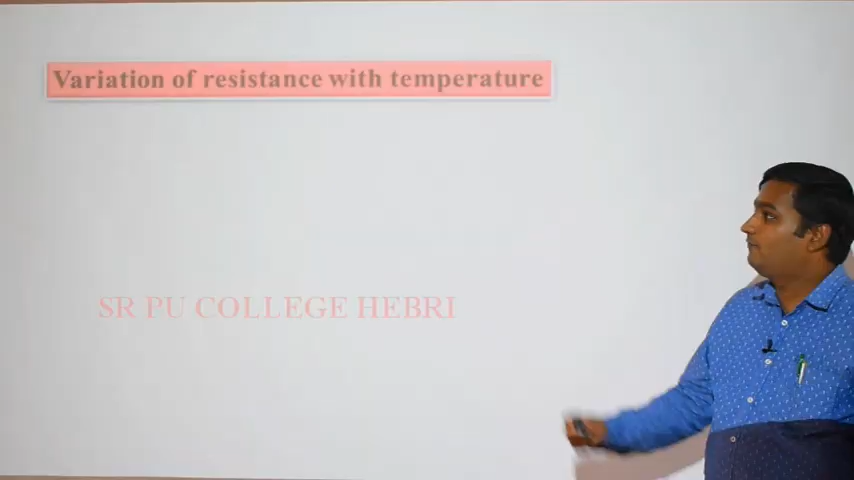 Variation of resistance with temperature
SR PU COLLEGE HEBRI